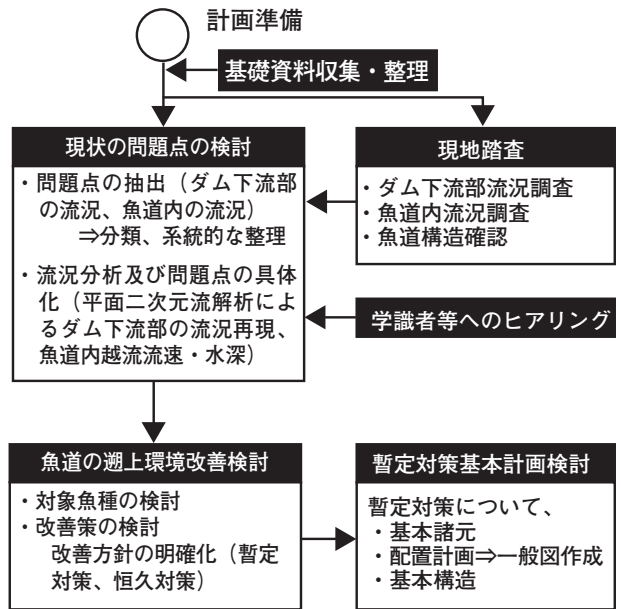 計画準備
基礎資料収集・整理
現状の問題点の検討
・問題点の抽出（ダム下流部
の流況、魚道内の流況）
⇒分類、系統的な整理
・流況分析及び問題点の具体
化（平面二次元流解析によ
るダム下流部の流況再現、
魚道内越流流速・水深）
現地踏査
・ダム下流部流況調査
・魚道内流況調査
・魚道構造確認
学識者等へのヒアリング
魚道の遡上環境改善検討
・対象魚種の検討
・改善策の検討
改善方針の明確化（暫定
対策、恒久対策）
暫定対策基本計画検討
暫定対策について、
・基本諸元
・配置計画⇒一般図作成
・基本構造